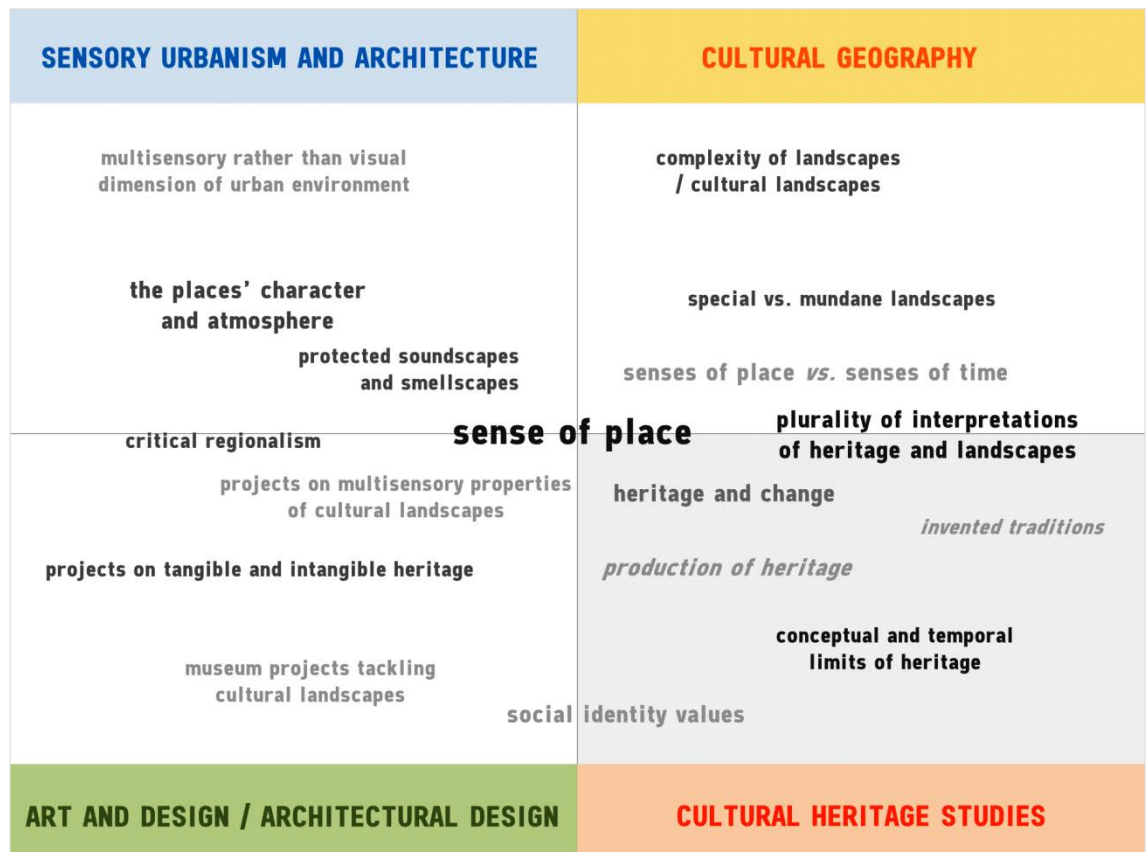 SENSORY URBANISM AND ARCHITECTURE
CULTURAL GEOGRAPHY
multisensory rather than visual
dimension of urban environment
complexity of landscapes
/ cultural landscapes
the places’ character
and atmosphere
special vs. mundane landscapes
protected soundscapes
and smellscapes
senses of place vs. senses of time
sense of place
plurality of interpretations
of heritage and landscapes
critical regionalism
projects on multisensory properties
of cultural landscapes
heritage and change
invented traditions
projects on tangible and intangible heritage
production of heritage
conceptual and temporal
limits of heritage
museum projects tackling
cultural landscapes
social identity values
ART AND DESIGN / ARCHITECTURAL DESIGN
CULTURAL HERITAGE STUDIES